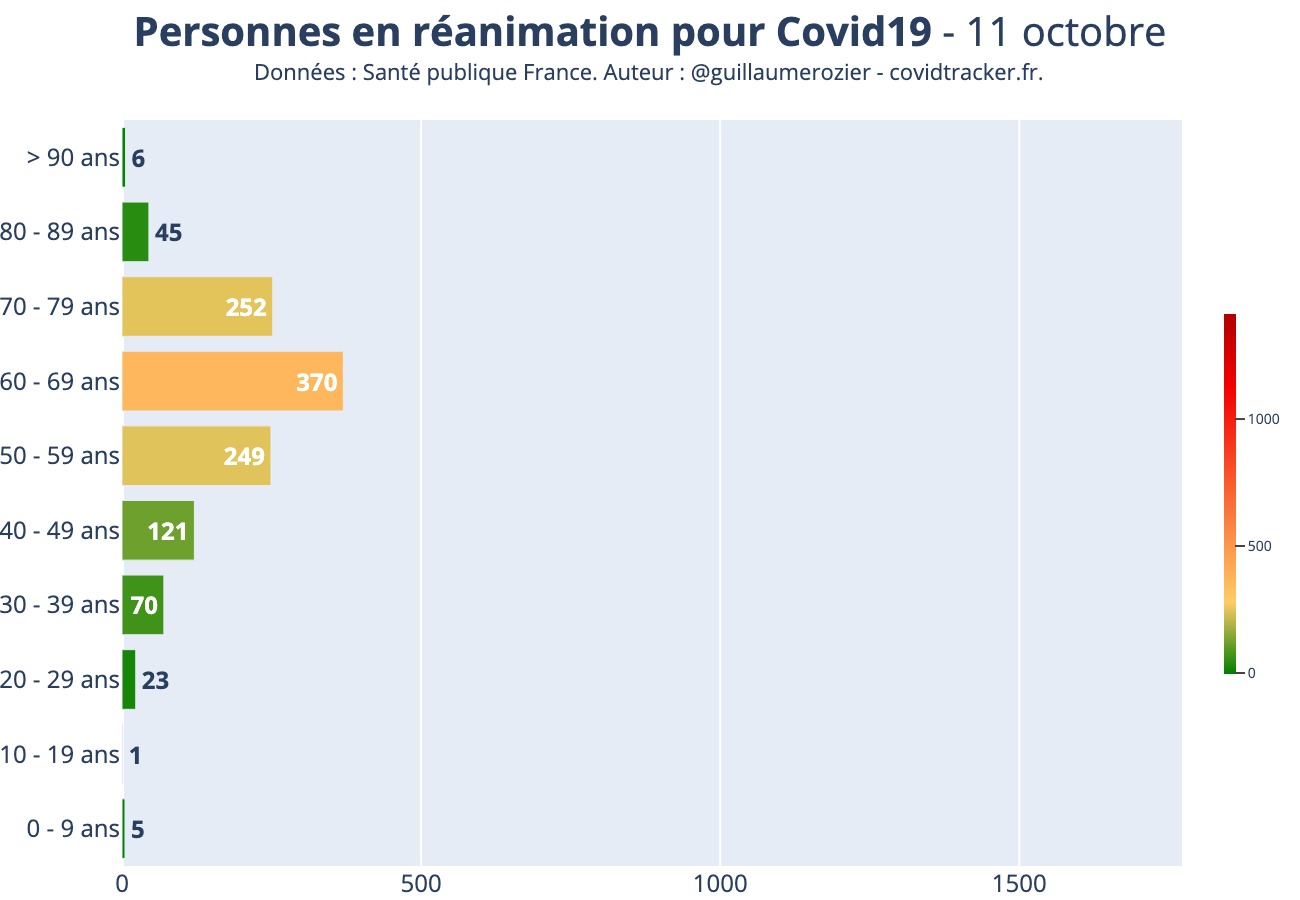 Personnes en réanimation pour Covid19 - 11 octobre
Données : Santé publique France. Auteur : @guillaumerozier - covidtracker.fr.
> 90 ans 6
80 - 89 ans 45
70 - 79 ans 252
60 - 69 ans 370
50 - 59 ans 249
40 - 49 ans 121
30 - 39 ans 70
20 - 29 ans 23
10 - 19 ans 1
0 - 9 ans 5
0 500 1000 1500
1000
500
0